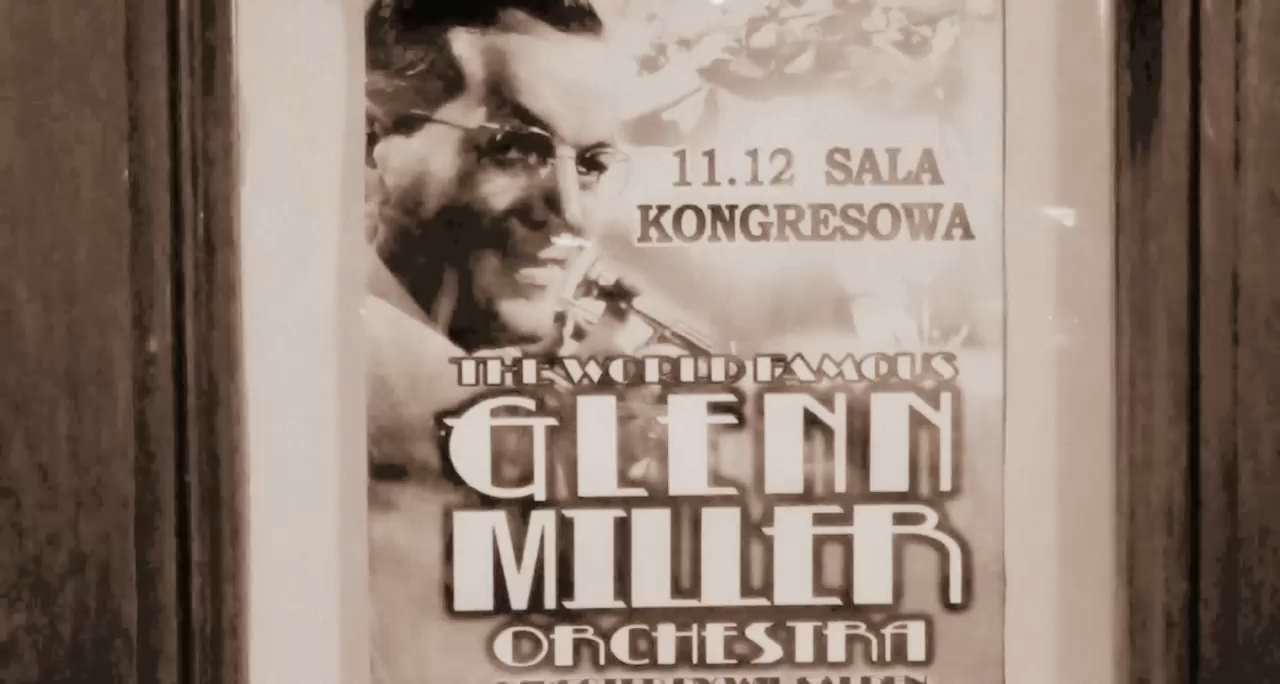 11.12 SALA
KONGRESOWA
THE WORLD FAMOUS
GLENN
MILLER
ORCHESTRA